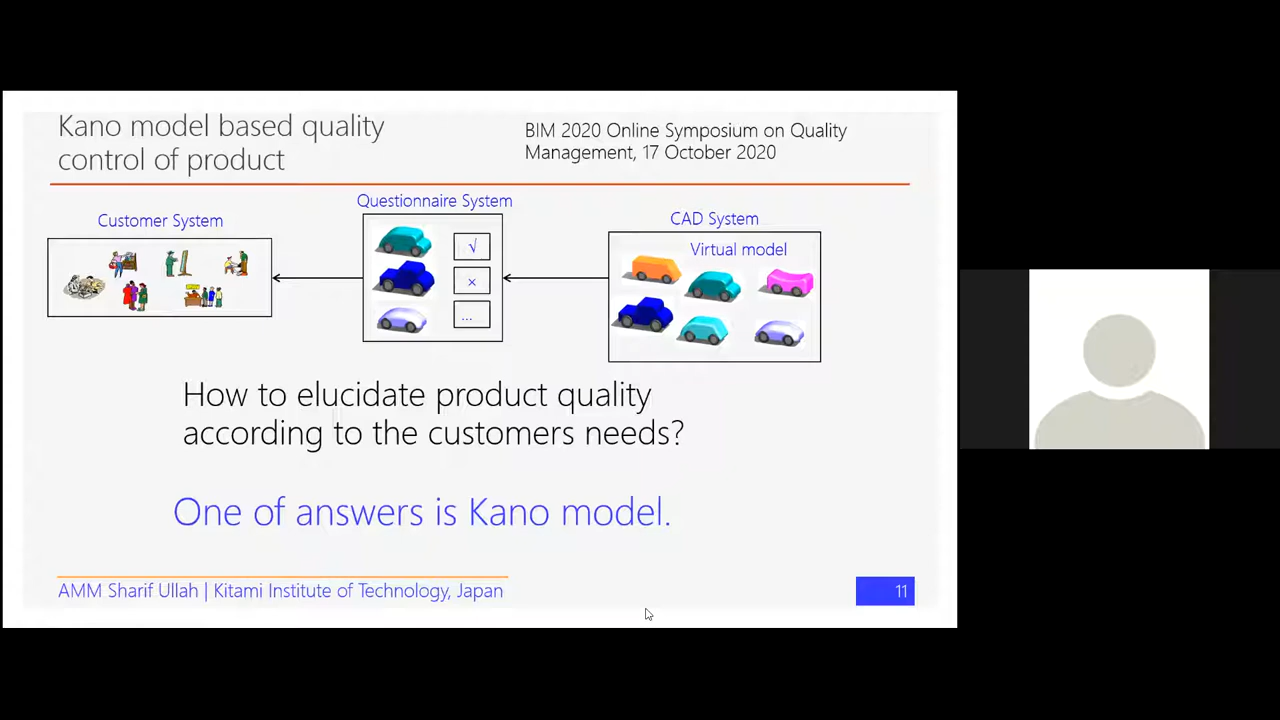 Kano model based quality
control of product
BIM 2020 Online Symposium on Quality
Management, 17 October 2020
Customer System
Questionnaire System
√
×
...
CAD System
Virtual model
How to elucidate product quality
according to the customers needs?
One of answers is Kano model.
AMM Sharif Ullah | Kitami Institute of Technology, Japan
11